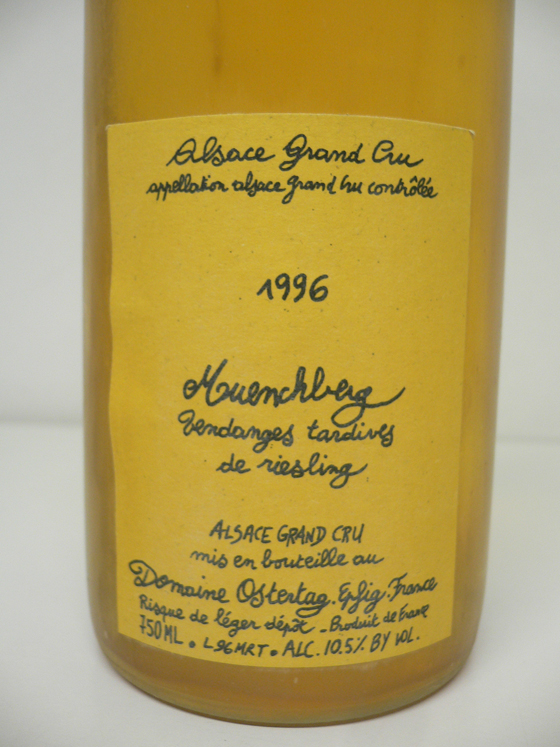 Alsace Grand Cru
appellation alsace Grand Cru contrôlée
1996
Muenchberg
Vendanges tardives
de riesling
ALSACE GRAND CRU
mis en bouteille au
Domaine Ostertag. Epfig. France
Risque de léger dépôt - Produit de France
750 ML • L96MRT • ALC. 10.5% BY VOL.